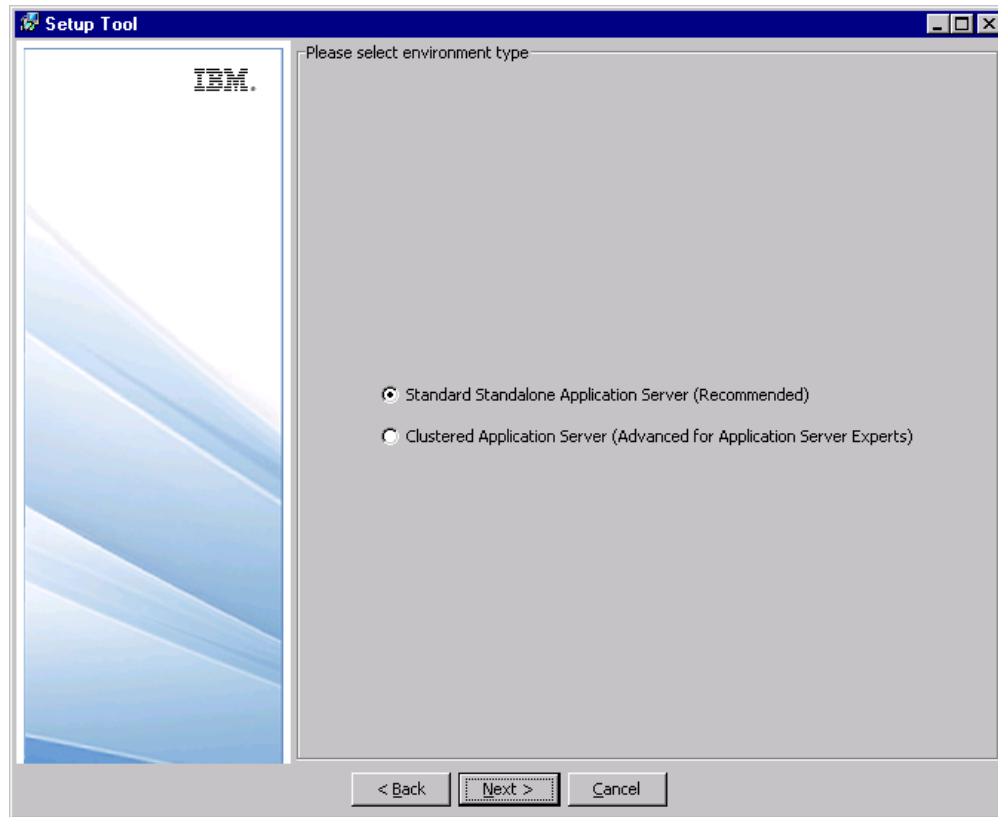 Setup Tool
IBM.
Please select environment type
Standard Standalone Application Server (Recommended)
Clustered Application Server (Advanced for Application Server Experts)
< Back
Next >
Cancel